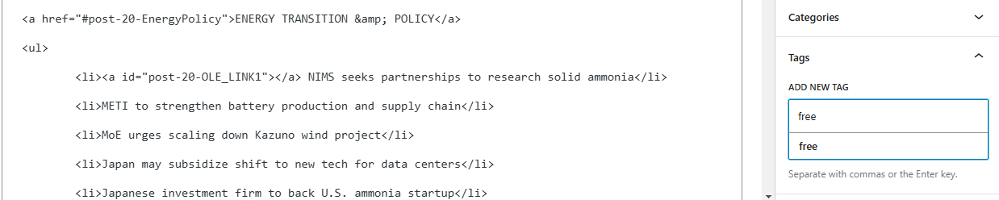 <a href="#post-20-EnergyPolicy">ENERGY TRANSITION &amp; POLICY</a>
<ul>
<li><a id="post-20-OLE_LINK1"></a> NIMS seeks partnerships to research solid ammonia</li>
<li>METI to strengthen battery production and supply chain</li>
<li>MoE urges scaling down Kazuno wind project</li>
<li>Japan may subsidize shift to new tech for data centers</li>
<li>Japanese investment firm to back U.S. ammonia startup</li>
Categories
Tags
ADD NEW TAG
free
free
Separate with commas or the Enter key.